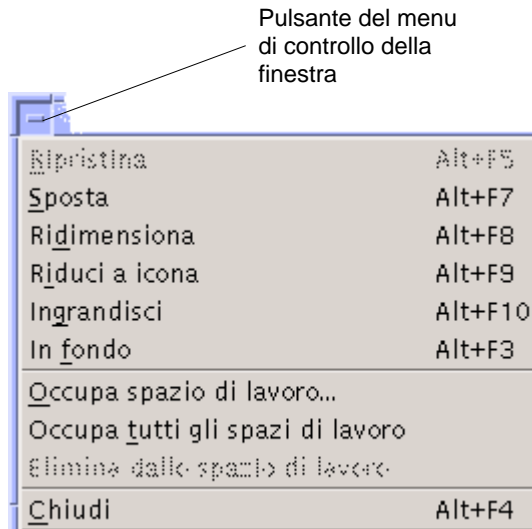 Pulsante del menu
di controllo della
finestra
Ripristina Alt+F5
Sposta Alt+F7
Ridimensiona Alt+F8
Riduci a icona Alt+F9
Ingrandisci Alt+F10
In fondo Alt+F3
Occupa spazio di lavoro...
Occupa tutti gli spazi di lavoro
Elimina dallo spazio di lavoro
Chiudi Alt+F4